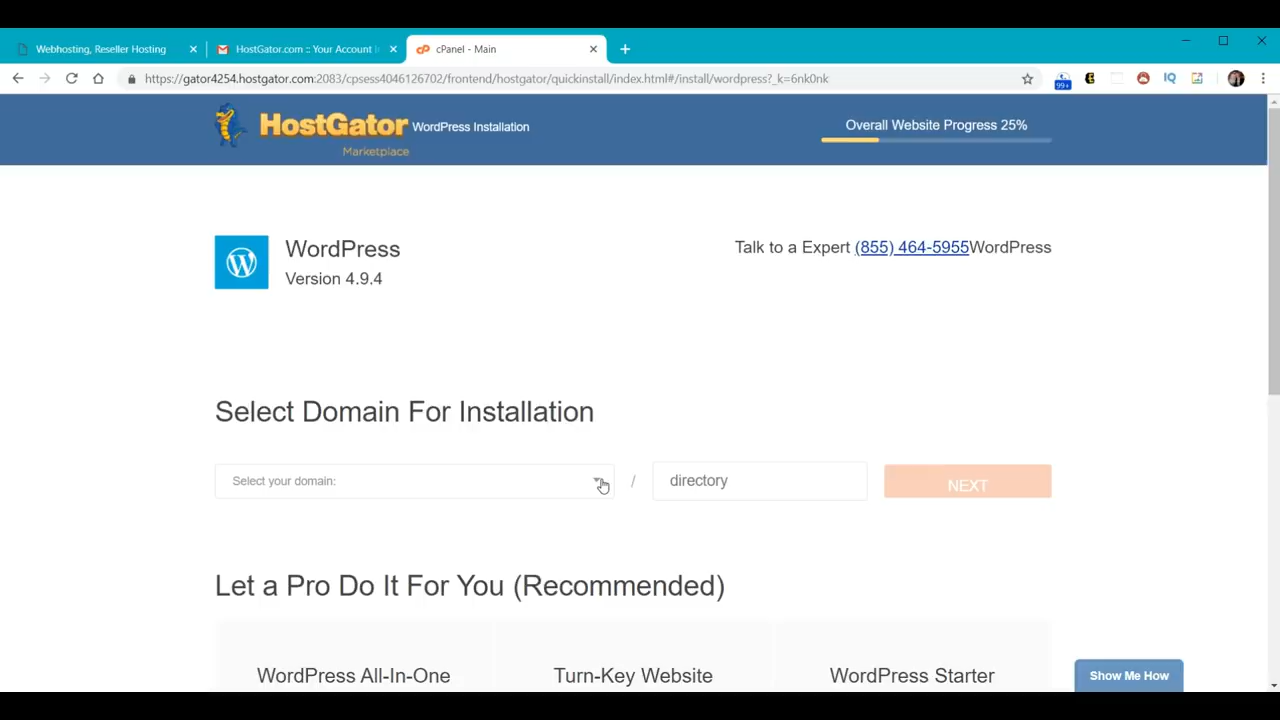 Webhosting, Reseller Hosting
HostGator.com :: Your Account
cPanel - Main
https://gator4254.hostgator.com:2083/cpsess4046126702/frontend/hostgator/quickinstall/index.html#/install/wordpress?_k=6nk0nk
99+
IQ
HostGator WordPress Installation
Marketplace
Overall Website Progress 25%
WordPress
Version 4.9.4
Talk to a Expert (855) 464-5955WordPress
Select Domain For Installation
Select your domain:
/
directory
NEXT
Let a Pro Do It For You (Recommended)
WordPress All-In-One
Turn-Key Website
WordPress Starter
Show Me How